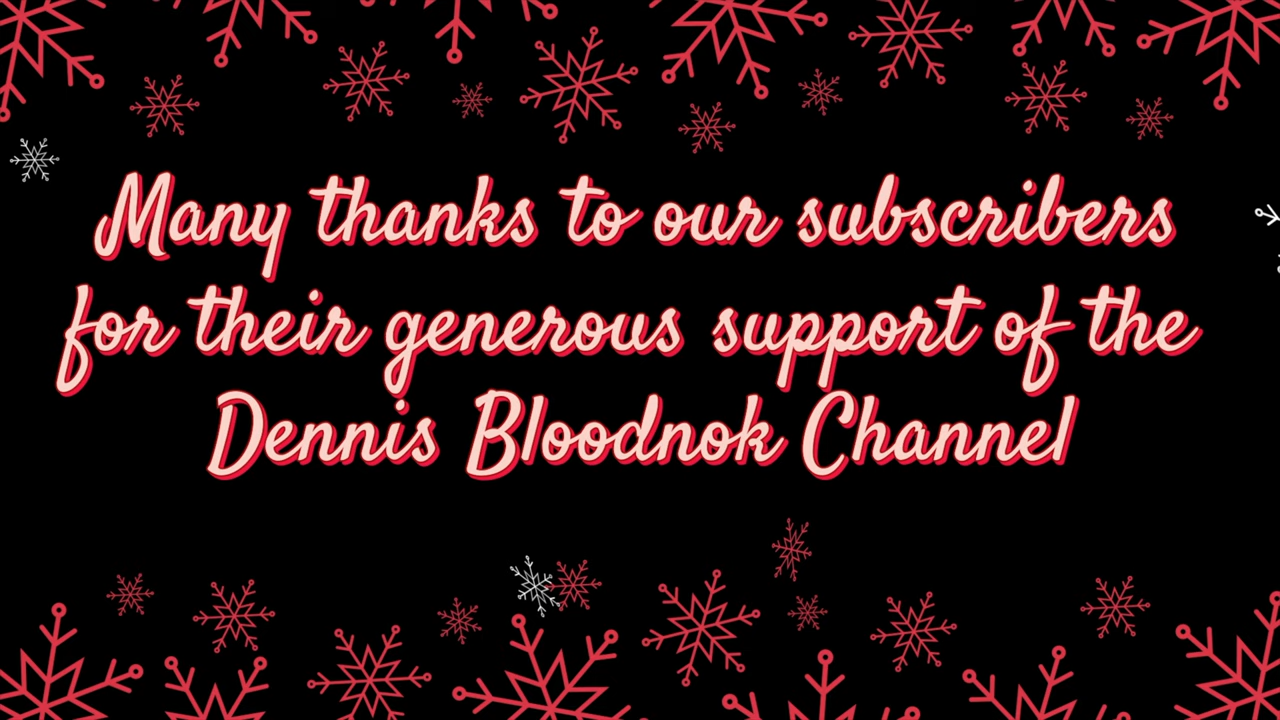 Many thanks to our subscribers
for their generous support of the
Dennis Bloodnok Channel